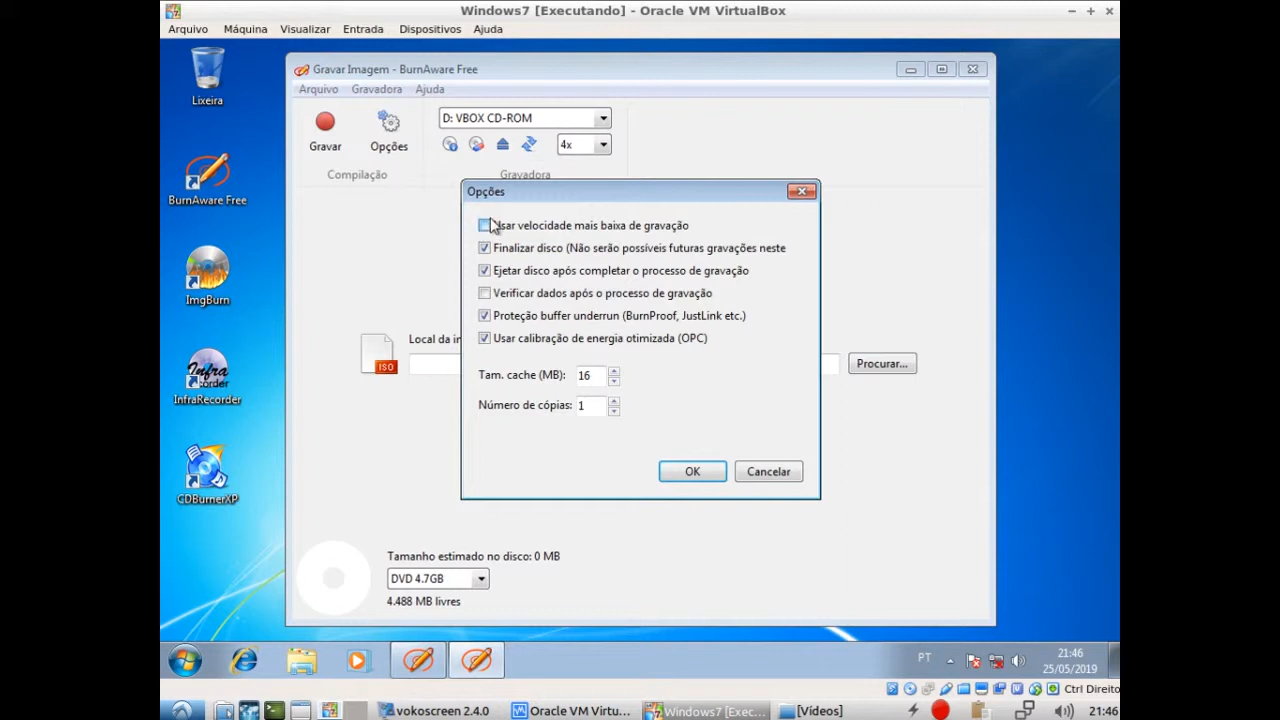 Windows7 [Executando] - Oracle VM VirtualBox
Arquivo Máquina Visualizar Entrada Dispositivos Ajuda
Lixeira
BurnAware Free
ImgBurn
InfraRecorder
CDBurnerXP
Gravar Imagem - BurnAware Free
Arquivo Gravadora Ajuda
Gravar
Opções
Compilação
D: VBOX CD-ROM
4x
Gravadora
Opções
sar velocidade mais baixa de gravação
Finalizar disco (Não serão possíveis futuras gravações neste
Ejetar disco após completar o processo de gravação
Verificar dados após o processo de gravação
Proteção buffer underrun (BurnProof, JustLink etc.)
Usar calibração de energia otimizada (OPC)
Tam. cache (MB): 16
Número de cópias: 1
OK Cancelar
ISO
Local da i
Procurar...
Tamanho estimado no disco: 0 MB
DVD 4.7GB
4.488 MB livres
PT
21:46
25/05/2019
Ctrl Direito
vokoscreen 2.4.0
Oracle VM Virtu...
Windows7 [Exec...
[Vídeos]
21:46